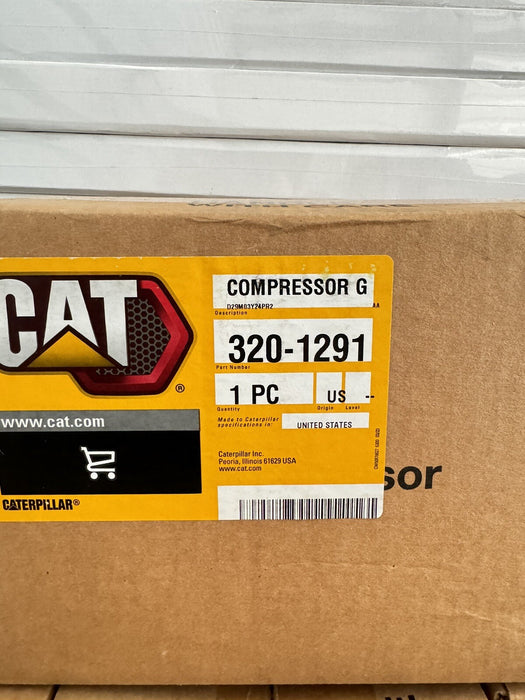 CAT
®
www.cat.com
CATERPILLAR®
COMPRESSOR G
D29M03Y24PR2 AA
Description
320-1291
Part Number
1 PC US --
Quantity Origin Level
Made to Caterpillar
specifications in: UNITED STATES
Caterpillar Inc.
Peoria, Illinois 61629 USA
www.cat.com
sor